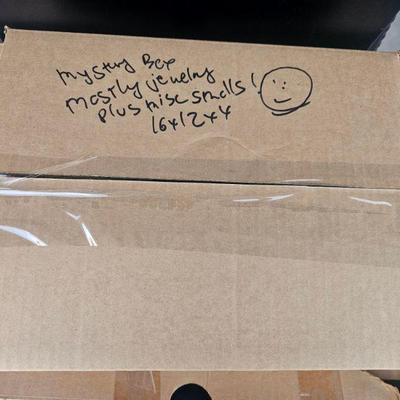 Mystery Box
Mostly jewelry
plus misc smalls!
16x12x4